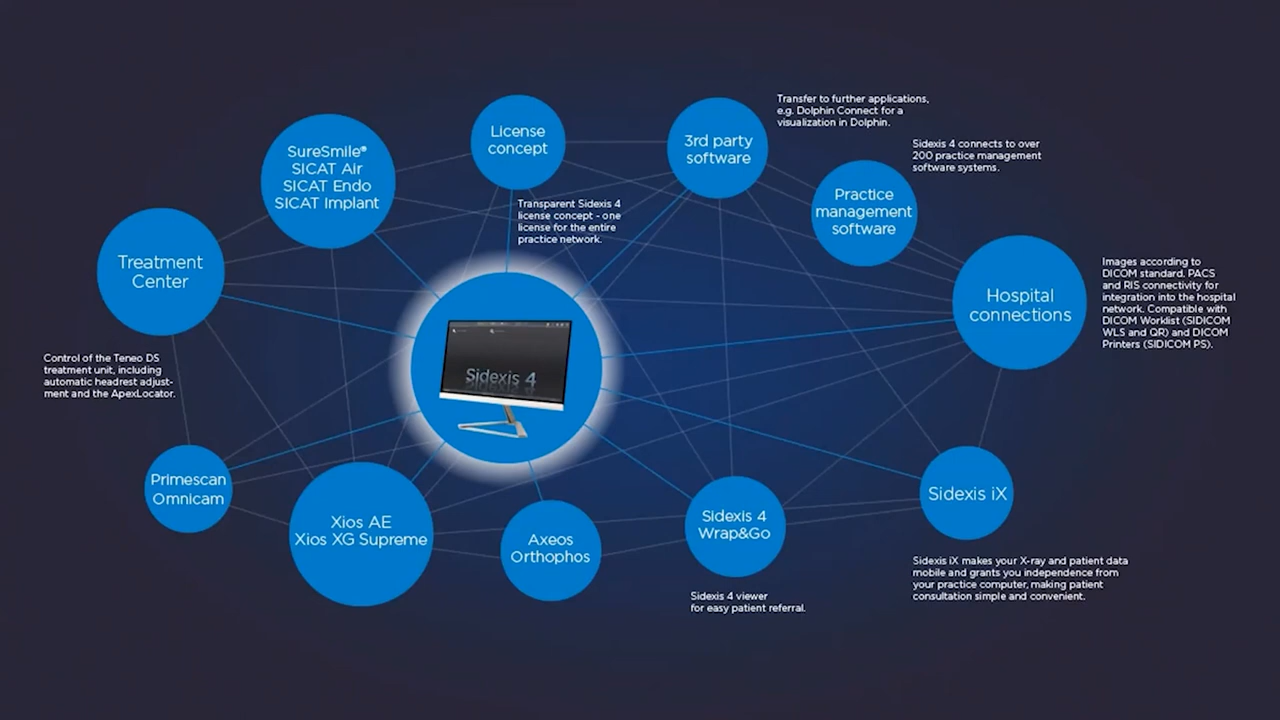 Transfer to further applications,
e.g. Dolphin Connect for a
visualization in Dolphin.
License
concept
3rd party
software
Sidexis 4 connects to over
200 practice management
software systems.
SureSmile®
SICAT Air
SICAT Endo
SICAT Implant
Practice
management
software
Transparent Sidexis 4
license concept - one
license for the entire
practice network.
Treatment
Center
Hospital
connections
Images according to
DICOM standard. PACS
and RIS connectivity for
integration into the hospital
network. Compatible with
DICOM Worklist (SIDICOM
WLS and QR) and DICOM
Printers (SIDICOM PS).
Control of the Teneo DS
treatment unit, including
automatic headrest adjust-
ment and the ApexLocator.
Sidexis 4
Primescan
Omnicam
Xios AE
Xios XG Supreme
Axeos
Orthophos
Sidexis 4
Wrap&Go
Sidexis iX
Sidexis 4 viewer
for easy patient referral.
Sidexis iX makes your X-ray and patient data
mobile and grants you independence from
your practice computer, making patient
consultation simple and convenient.